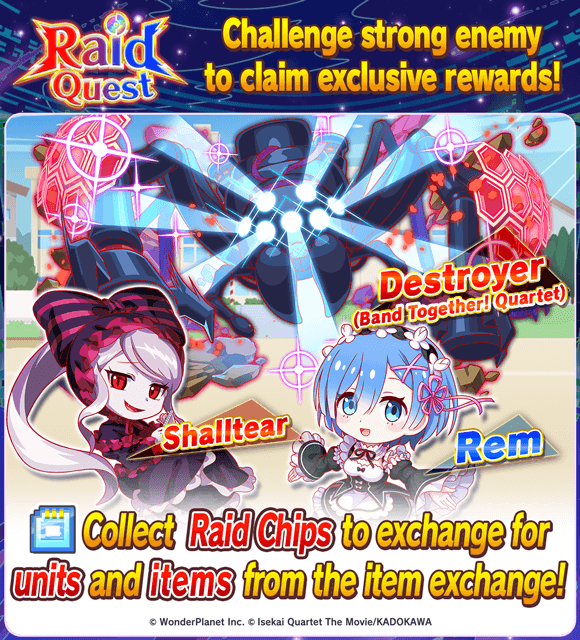 Raid
Quest
Challenge strong enemy
to claim exclusive rewards!
Destroyer
(Band Together! Quartet)
Shalltear
Rem
Collect Raid Chips to exchange for
units and items from the item exchange!
© WonderPlanet Inc. © Isekai Quartet The Movie/KADOKAWA